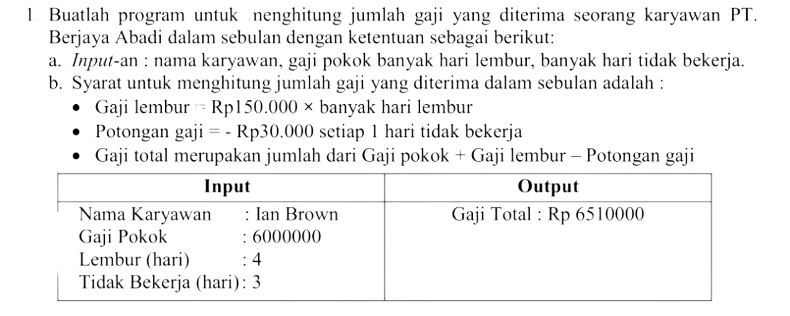 1. Buatlah program untuk nenghitung jumlah gaji yang diterima seorang karyawan PT.
Berjaya Abadi dalam sebulan dengan ketentuan sebagai berikut:
a. Input-an : nama karyawan, gaji pokok banyak hari lembur, banyak hari tidak bekerja.
b. Syarat untuk menghitung jumlah gaji yang diterima dalam sebulan adalah :
• Gaji lembur = Rp150.000 × banyak hari lembur
• Potongan gaji = - Rp30.000 setiap 1 hari tidak bekerja
• Gaji total merupakan jumlah dari Gaji pokok + Gaji lembur – Potongan gaji
Input Output
Nama Karyawan : Ian Brown Gaji Total : Rp 6510000
Gaji Pokok : 6000000
Lembur (hari) : 4
Tidak Bekerja (hari): 3